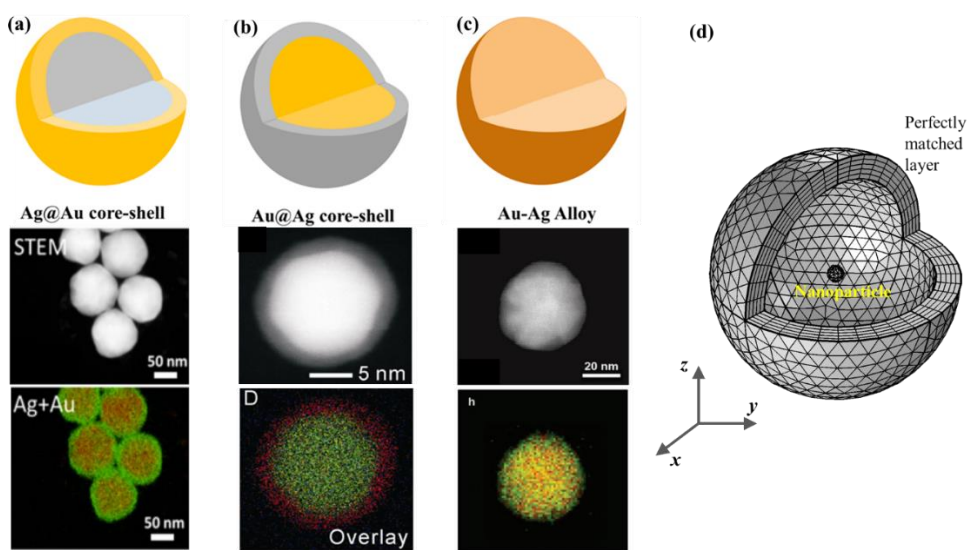 (a)
(b)
(c)
(d)
Perfectly
matched
layer
Ag@Au core-shell
Au@Ag core-shell
Au-Ag Alloy
STEM
50 nm
5 nm
20 nm
Nanoparticle
z
y
x
Ag+Au
50 nm
D
Overlay
h